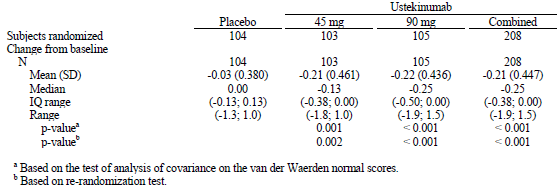 Ustekinumab
Placebo 45 mg 90 mg Combined
Subjects randomized 104 103 105 208
Change from baseline
N 104 103 105 208
Mean (SD) -0.03 (0.380) -0.21 (0.461) -0.22 (0.436) -0.21 (0.447)
Median 0.00 -0.13 -0.25 -0.25
IQ range (-0.13; 0.13) (-0.38; 0.00) (-0.50; 0.00) (-0.38; 0.00)
Range (-1.3; 1.0) (-1.8; 1.0) (-1.9; 1.5) (-1.9; 1.5)
p-valueᵃ 0.001 < 0.001 < 0.001
p-valueᵇ 0.002 < 0.001 < 0.001
ᵃ Based on the test of analysis of covariance on the van der Waerden normal scores.
ᵇ Based on re-randomization test.